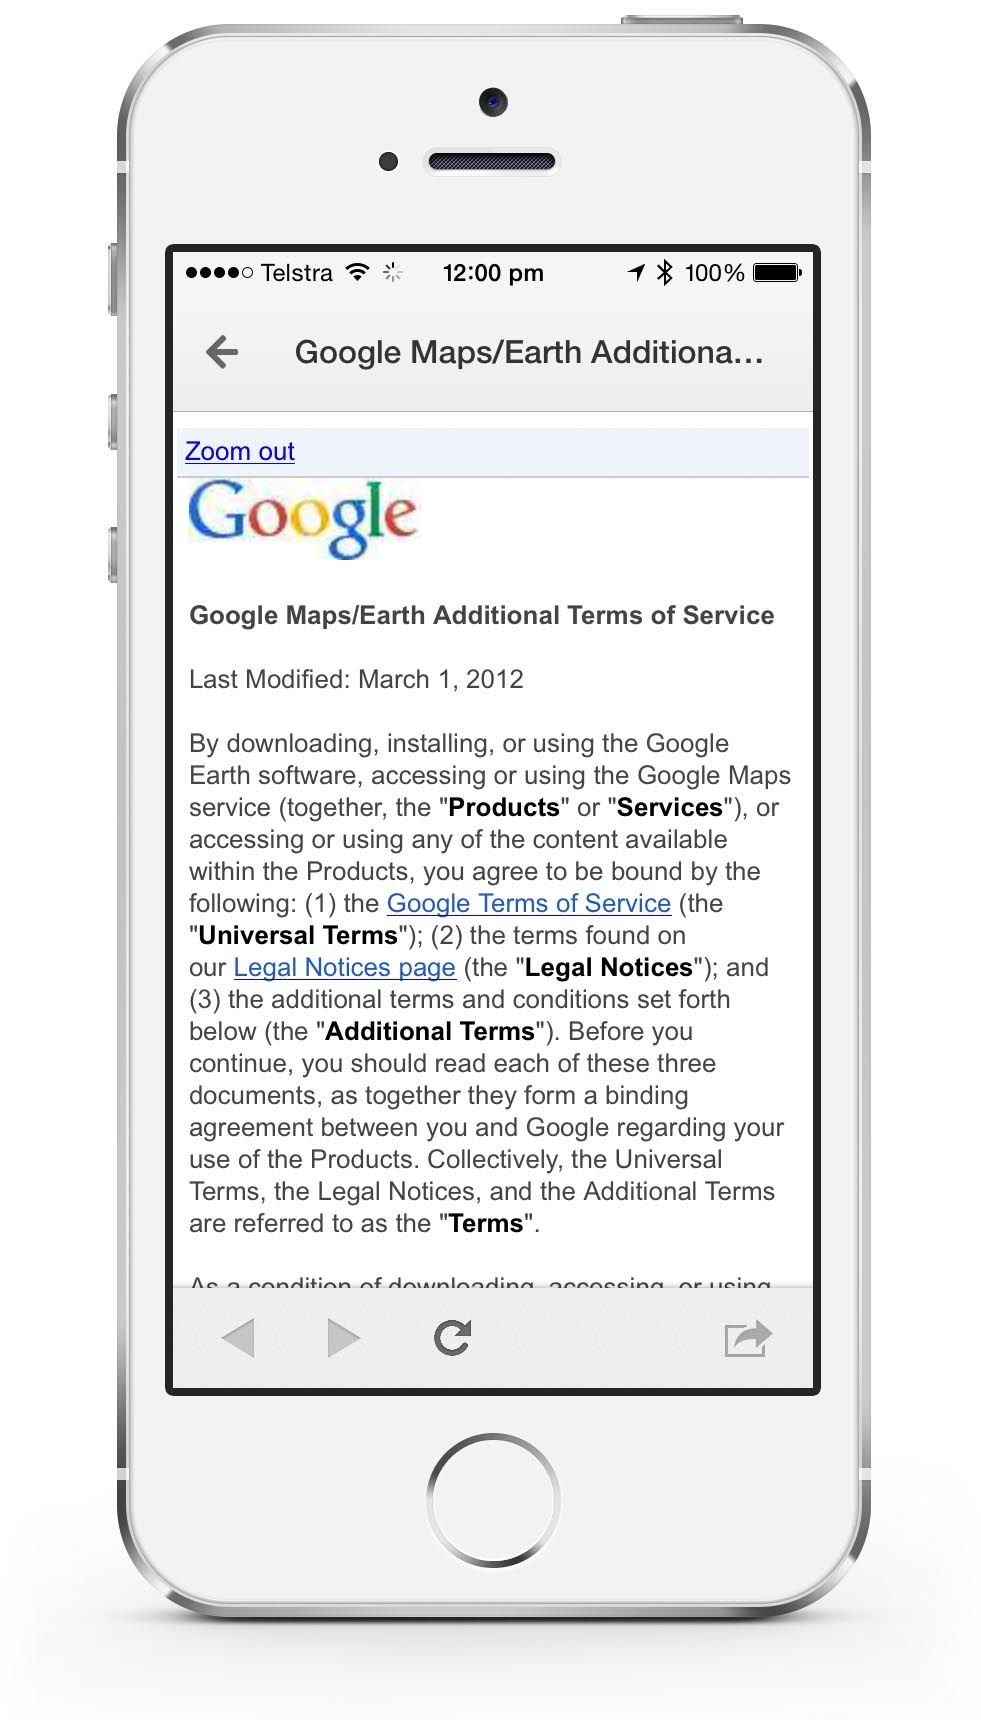 Telstra 12:00 pm 100%
Google Maps/Earth Additiona...
Zoom out
Google
Google Maps/Earth Additional Terms of Service
Last Modified: March 1, 2012
By downloading, installing, or using the Google
Earth software, accessing or using the Google Maps
service (together, the "Products" or "Services"), or
accessing or using any of the content available
within the Products, you agree to be bound by the
following: (1) the Google Terms of Service (the
"Universal Terms"); (2) the terms found on
our Legal Notices page (the "Legal Notices"); and
(3) the additional terms and conditions set forth
below (the "Additional Terms"). Before you
continue, you should read each of these three
documents, as together they form a binding
agreement between you and Google regarding your
use of the Products. Collectively, the Universal
Terms, the Legal Notices, and the Additional Terms
are referred to as the "Terms".
As a condition of downloading, accessing, or using